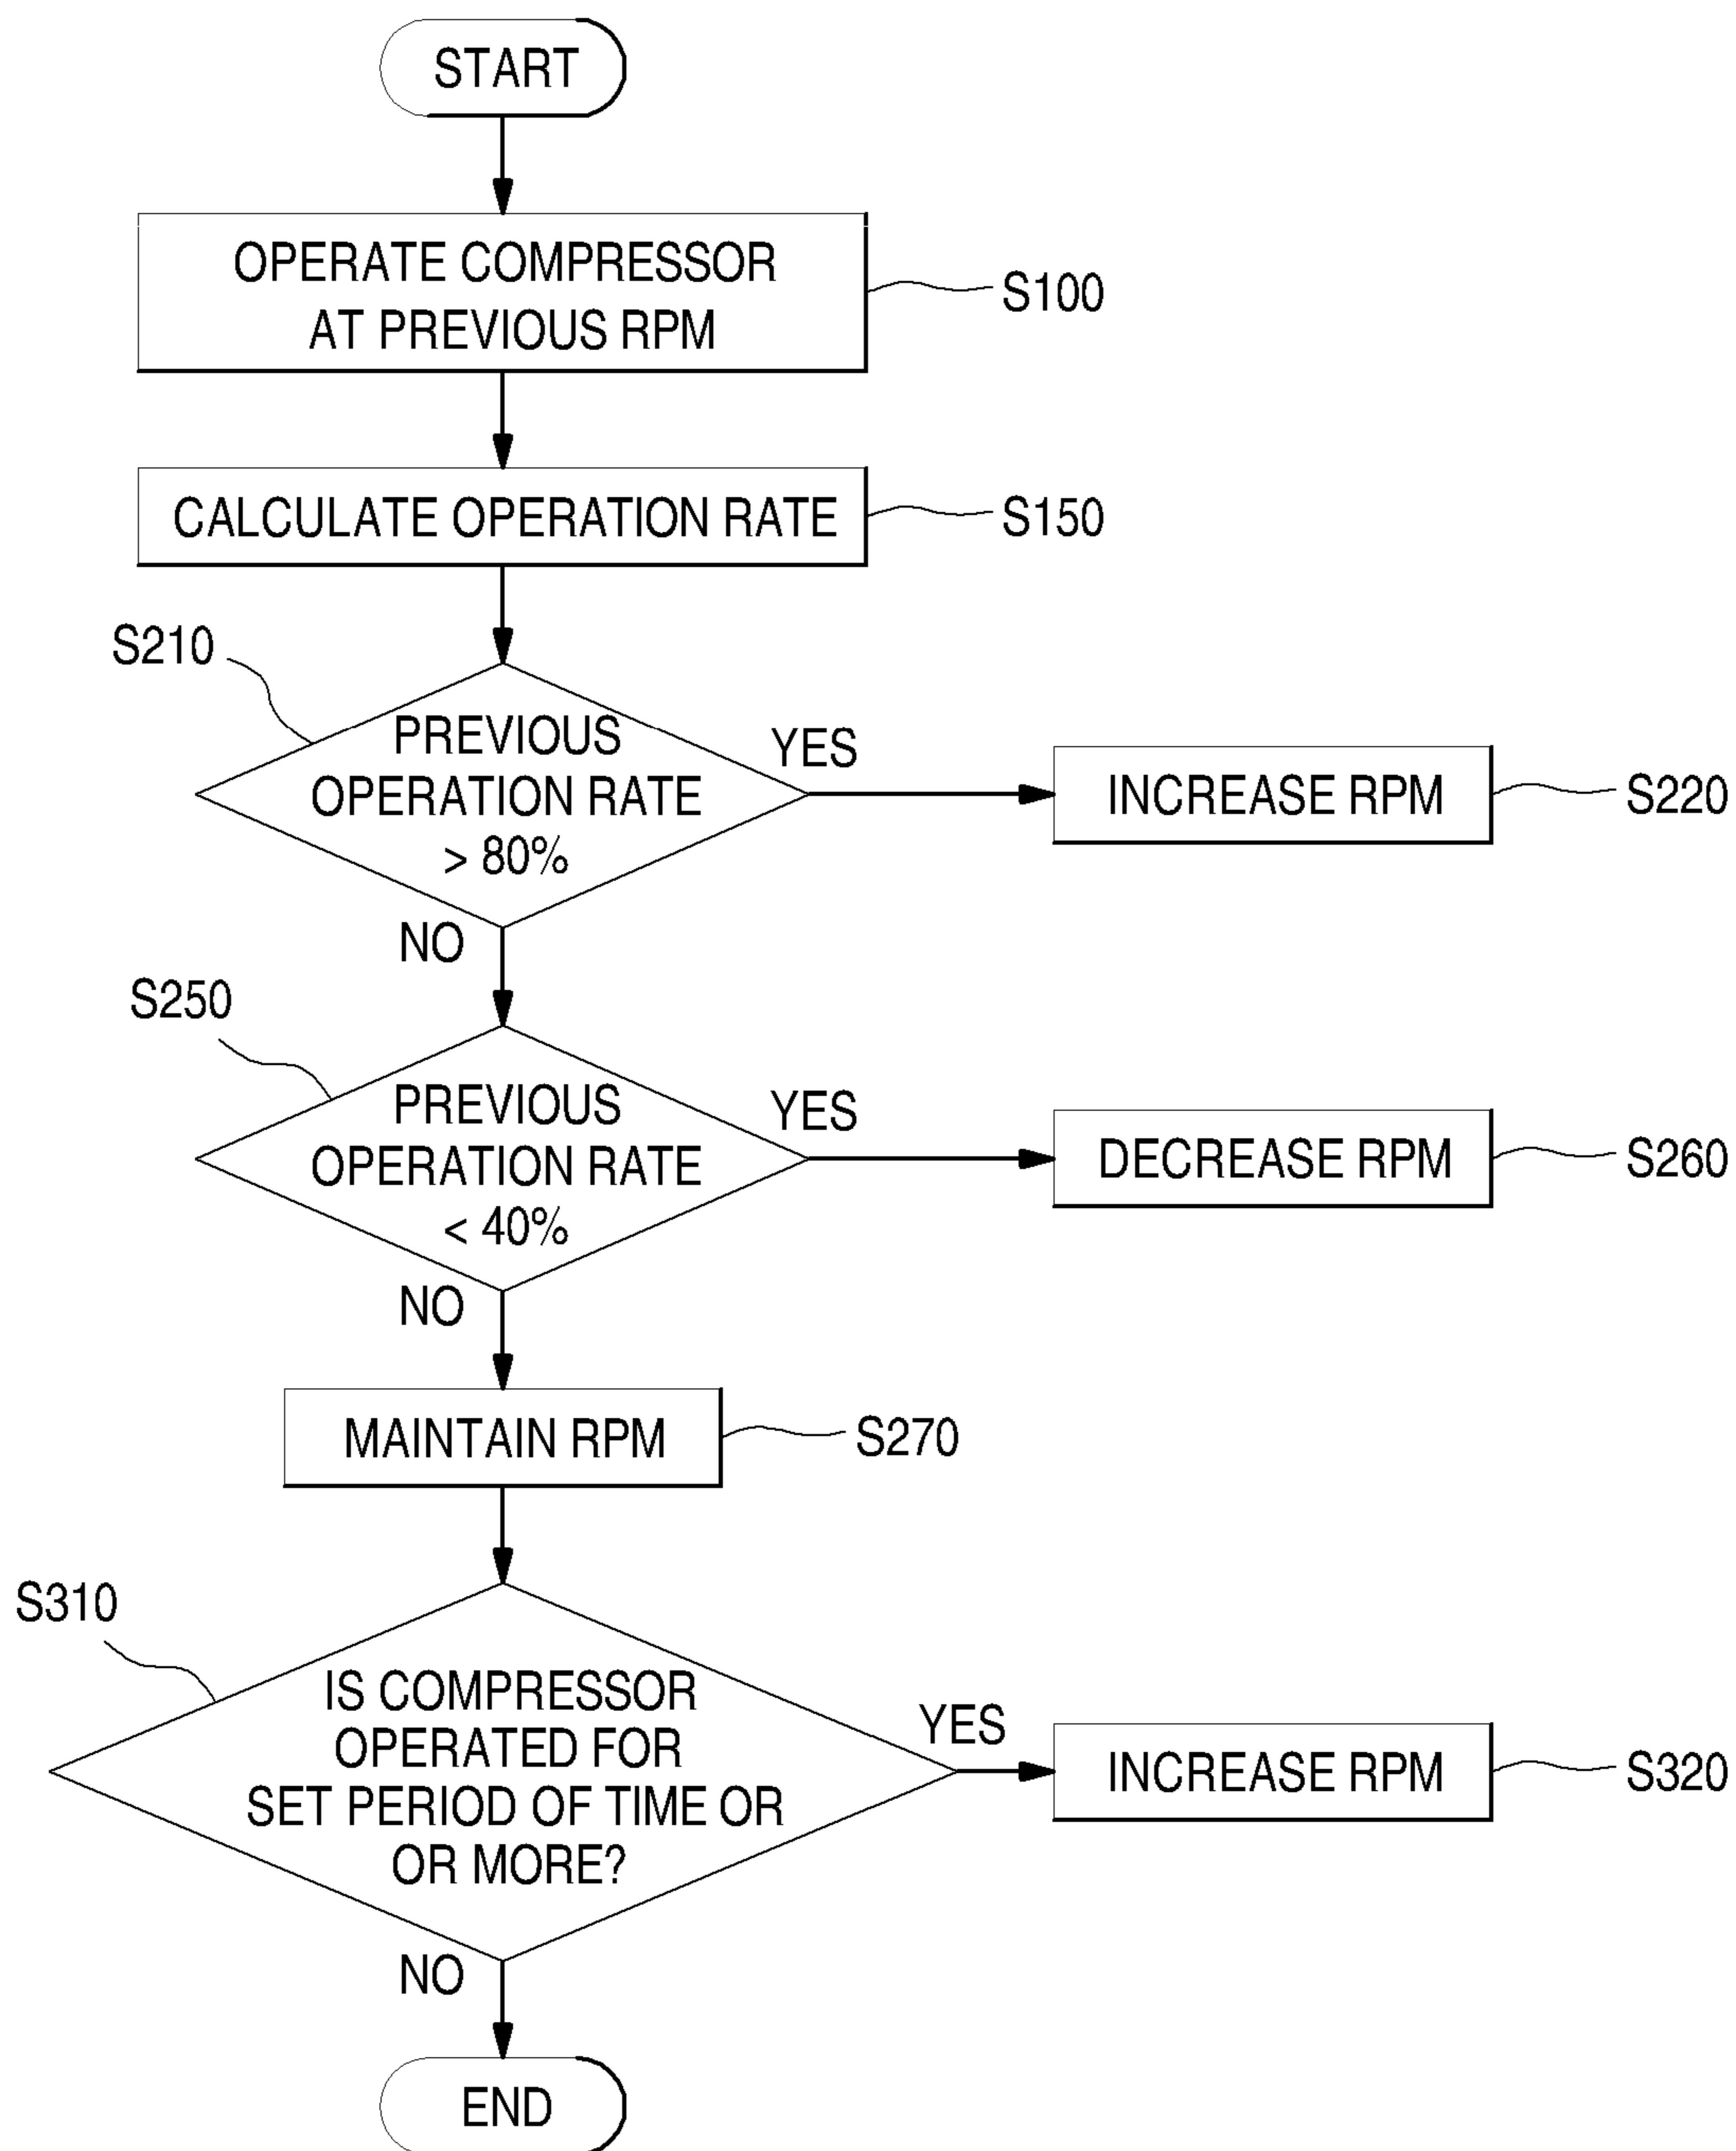 START
OPERATE COMPRESSOR
AT PREVIOUS RPM
S100
CALCULATE OPERATION RATE
S150
S210
PREVIOUS
OPERATION RATE
> 80%
YES
INCREASE RPM
S220
NO
S250
PREVIOUS
OPERATION RATE
< 40%
YES
DECREASE RPM
S260
NO
MAINTAIN RPM
S270
S310
IS COMPRESSOR
OPERATED FOR
SET PERIOD OF TIME OR
OR MORE?
YES
INCREASE RPM
S320
NO
END